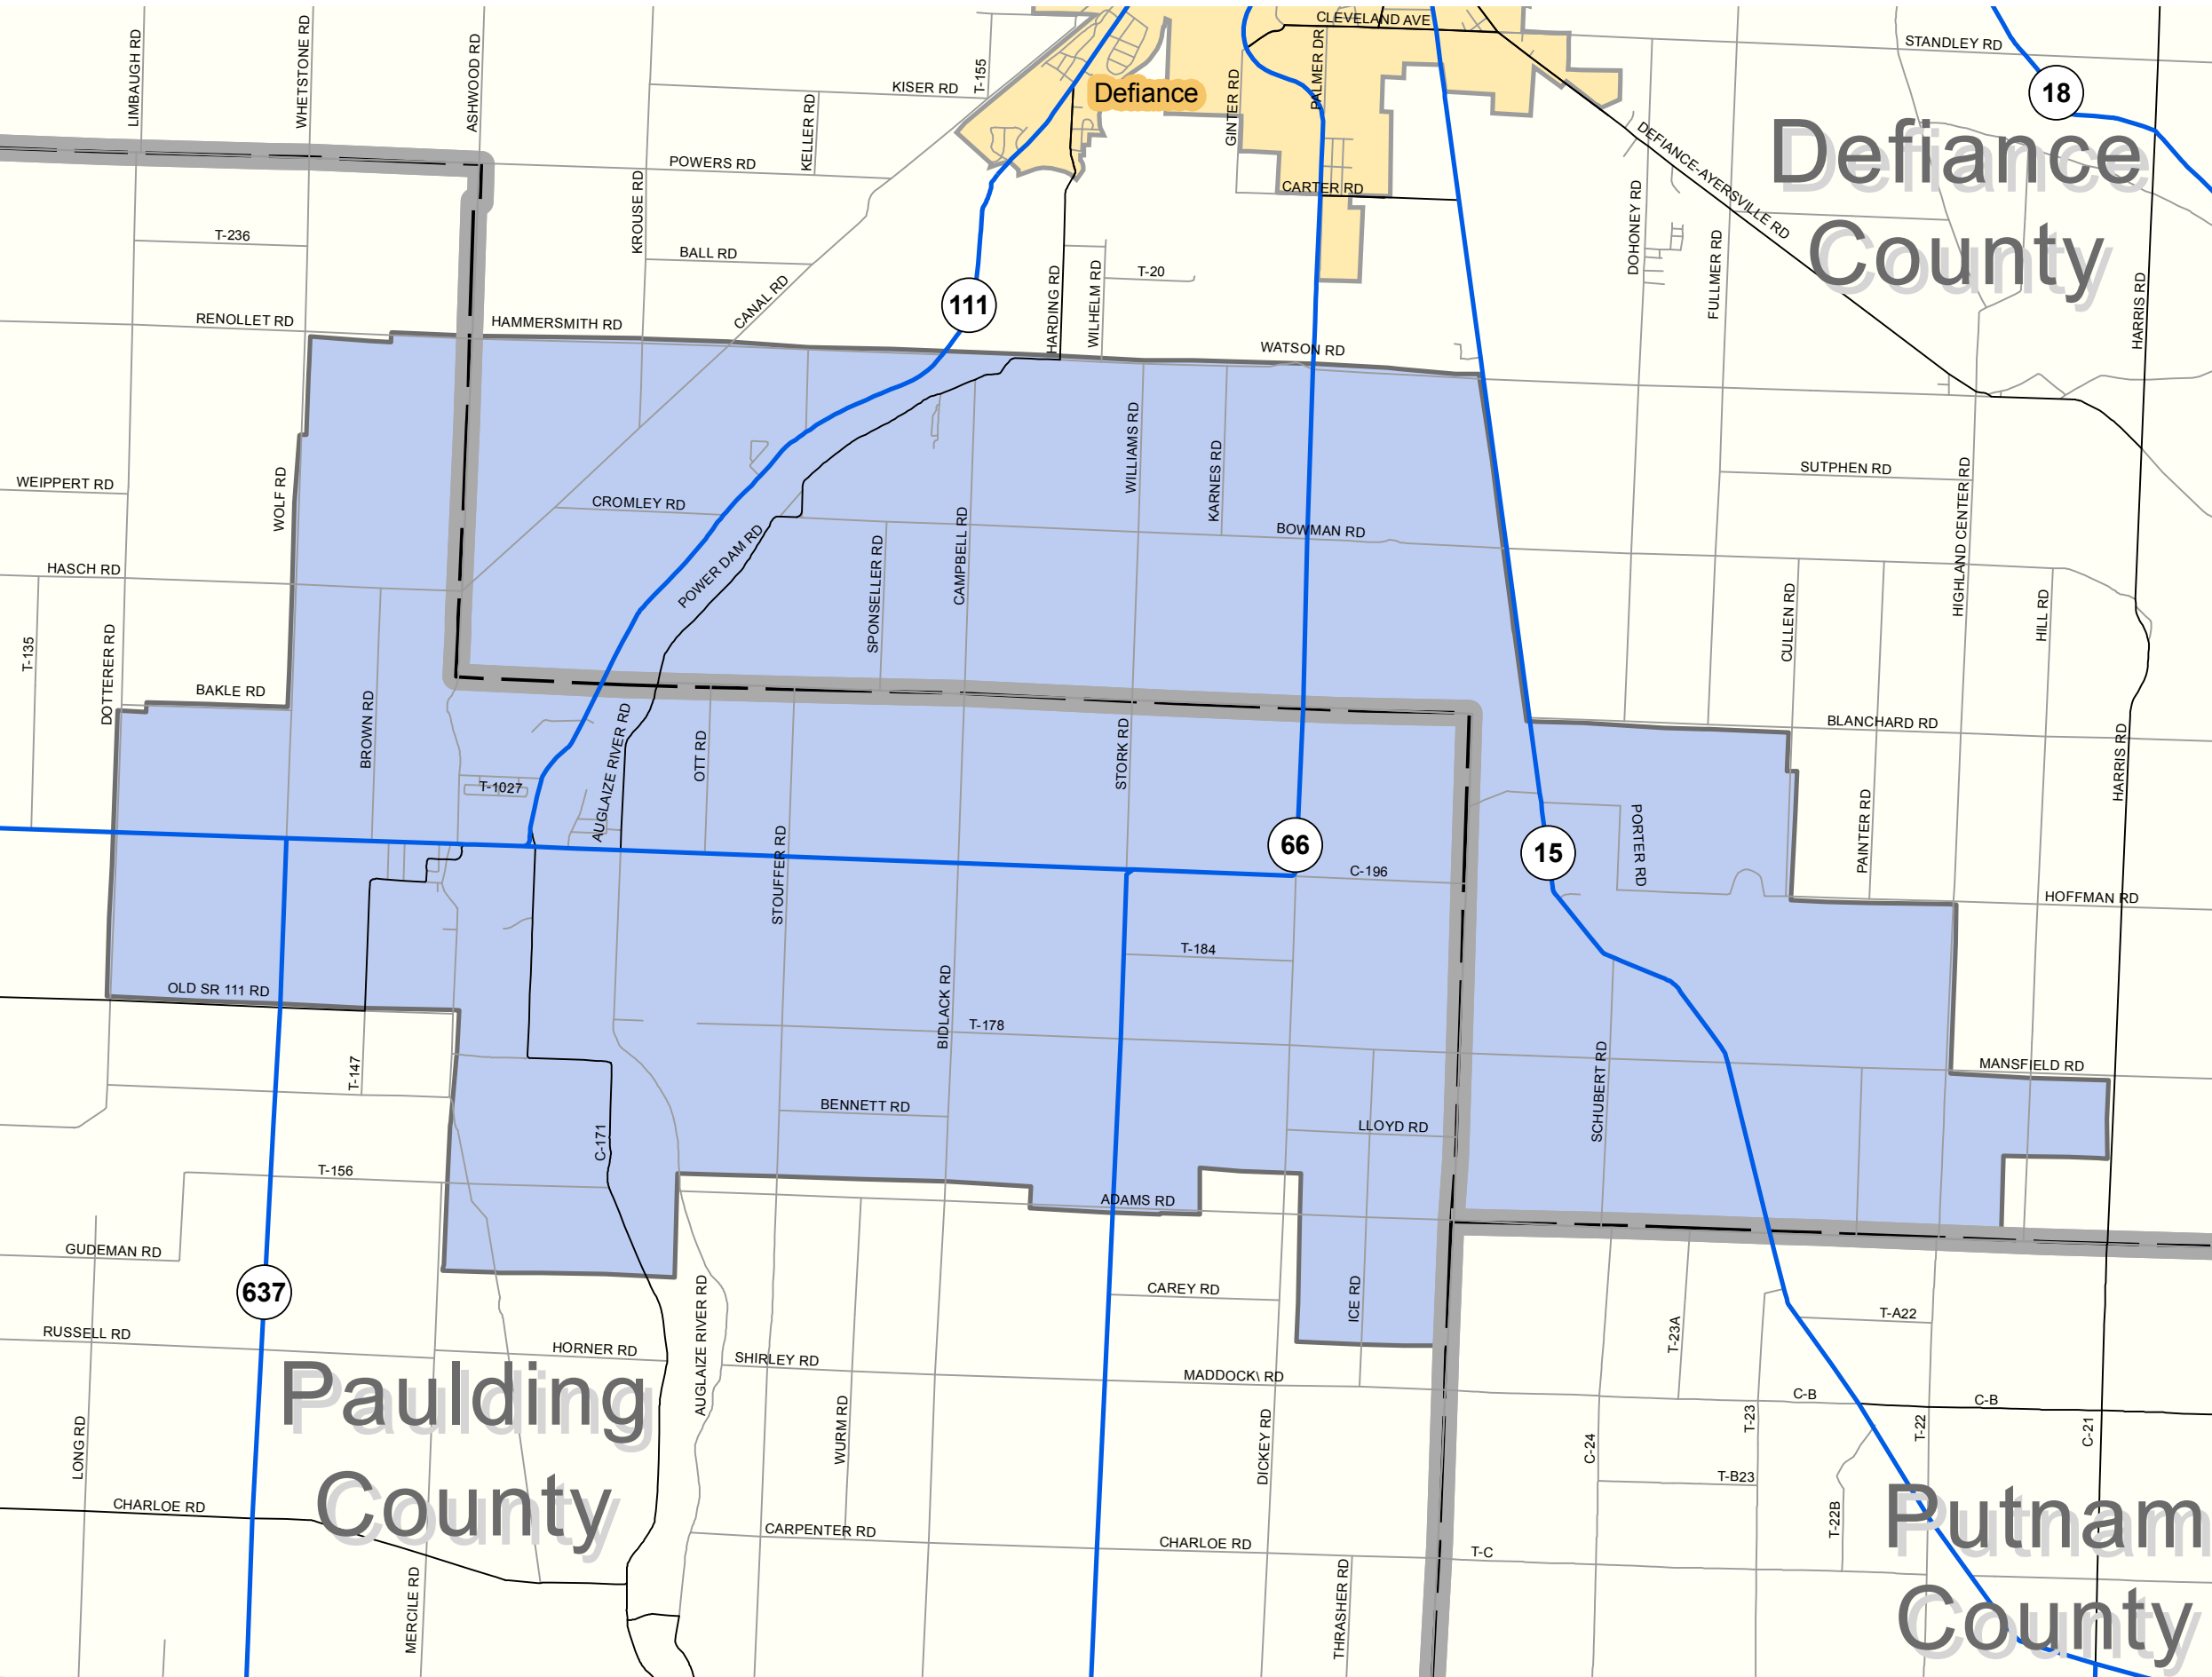 CLEVELAND AVE
LIMBAUGH RD
WHETSTONE RD
ASHWOOD RD
T-155
PALMER DR
STANDLEY RD
KISER RD
Defiance
18
KELLER RD
GINTER RD
Defiance
County
DEFIANCE-AYERSVILLE RD
POWERS RD
KROUSE RD
CARTER RD
DOHONEY RD
FULLMER RD
T-236
BALL RD
CANAL RD
HARDING RD
WILHELM RD
T-20
HARRIS RD
111
RENOLLET RD
HAMMERSMITH RD
WATSON RD
WEIPPERT RD
WOLF RD
CROMLEY RD
WILLIAMS RD
KARNES RD
SUTPHEN RD
HIGHLAND CENTER RD
POWER DAM RD
SPONSELLER RD
CAMPBELL RD
BOWMAN RD
HASCH RD
T-135
DOTTERER RD
CULLEN RD
HILL RD
BAKLE RD
BROWN RD
AUGLAIZE RIVER RD
OTT RD
STORK RD
BLANCHARD RD
HARRIS RD
T-1027
STOUFFER RD
66
15
PORTER RD
PAINTER RD
C-196
HOFFMAN RD
T-184
OLD SR 111 RD
BIDLACK RD
T-178
SCHUBERT RD
MANSFIELD RD
T-147
BENNETT RD
LLOYD RD
C-171
T-156
ADAMS RD
GUDEMAN RD
637
AUGLAIZE RIVER RD
CAREY RD
ICE RD
T-23A
T-A22
RUSSELL RD
HORNER RD
SHIRLEY RD
MADDOCK\ RD
Paulding
County
C-B
C-B
LONG RD
WURM RD
DICKEY RD
C-24
T-23
T-22
C-21
T-B23
T-22B
Putnam
County
CHARLOE RD
CARPENTER RD
CHARLOE RD
T-C
MERCILE RD
THRASHER RD